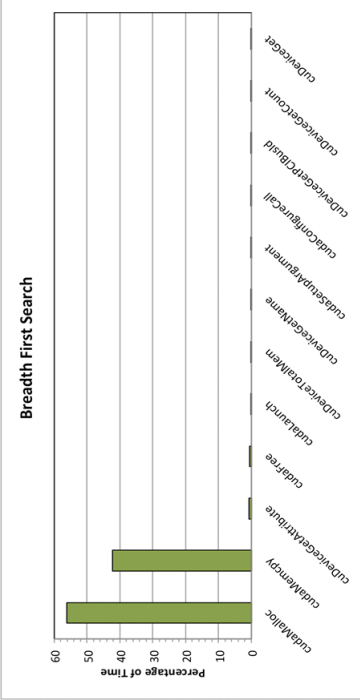 Breadth First Search
Percentage of Time
60
50
40
30
20
10
0
cudaMalloc
cudaMemcpy
cuDeviceGetAttribute
cudaFree
cudaLaunch
cuDeviceTotalMem
cuDeviceGetName
cudaSetupArgument
cudaConfigureCall
cuDeviceGetPCIBusId
cuDeviceGetCount
cuDeviceGet